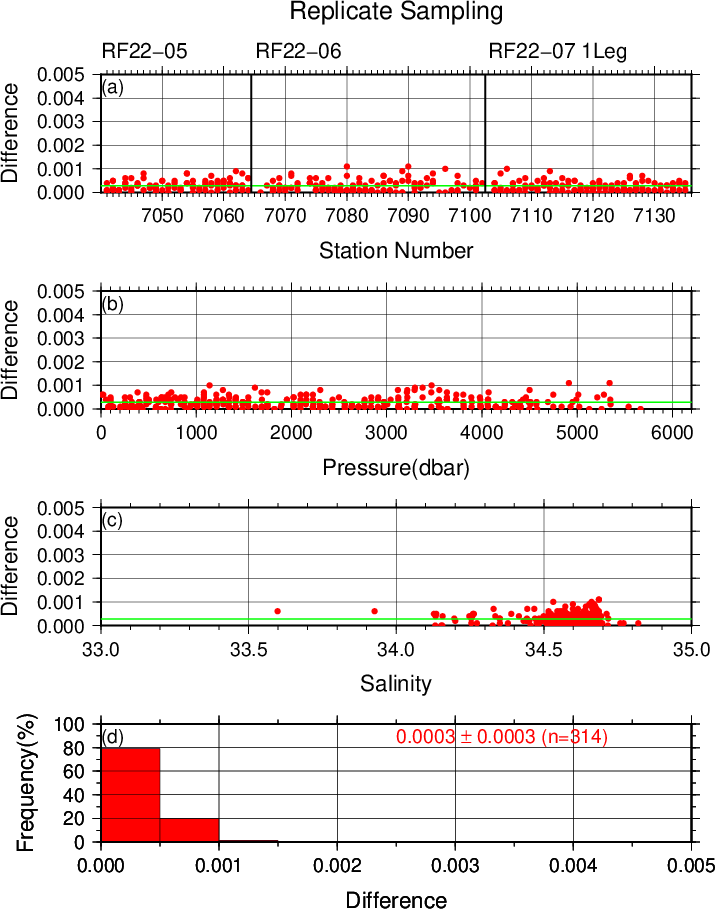 Replicate Sampling
RF22−05 RF22−06 RF22−07 1Leg
(a)
Difference
0.005
0.004
0.003
0.002
0.001
0.000
7050 7060 7070 7080 7090 7100 7110 7120 7130
Station Number
(b)
Difference
0.005
0.004
0.003
0.002
0.001
0.000
0 1000 2000 3000 4000 5000 6000
Pressure(dbar)
(c)
Difference
0.005
0.004
0.003
0.002
0.001
0.000
33.0 33.5 34.0 34.5 35.0
Salinity
(d)
0.0003 ± 0.0003 (n=314)
Frequency(%)
100
80
60
40
20
0
0.000 0.001 0.002 0.003 0.004 0.005
Difference